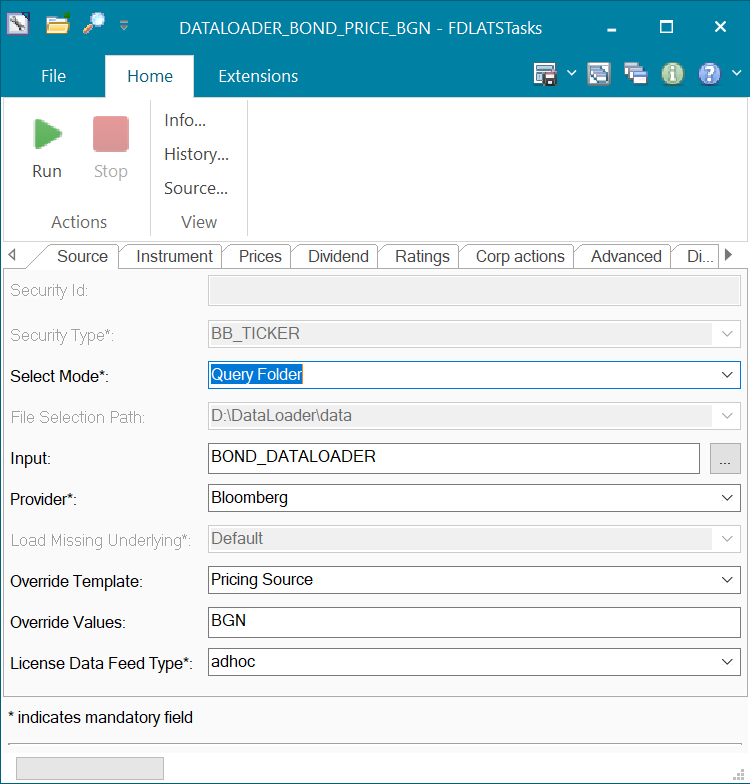 DATALOADER_BOND_PRICE_BGN - FDLATSTasks
File Home Extensions
Run Stop
Info...
History...
Source...
Actions View
Source Instrument Prices Dividend Ratings Corp actions Advanced Di...
Security Id:
Security Type*: BB_TICKER
Select Mode*: Query Folder
File Selection Path: D:\DataLoader\data
Input: BOND_DATALOADER ...
Provider*: Bloomberg
Load Missing Underlying*: Default
Override Template: Pricing Source
Override Values: BGN
License Data Feed Type*: adhoc
* indicates mandatory field